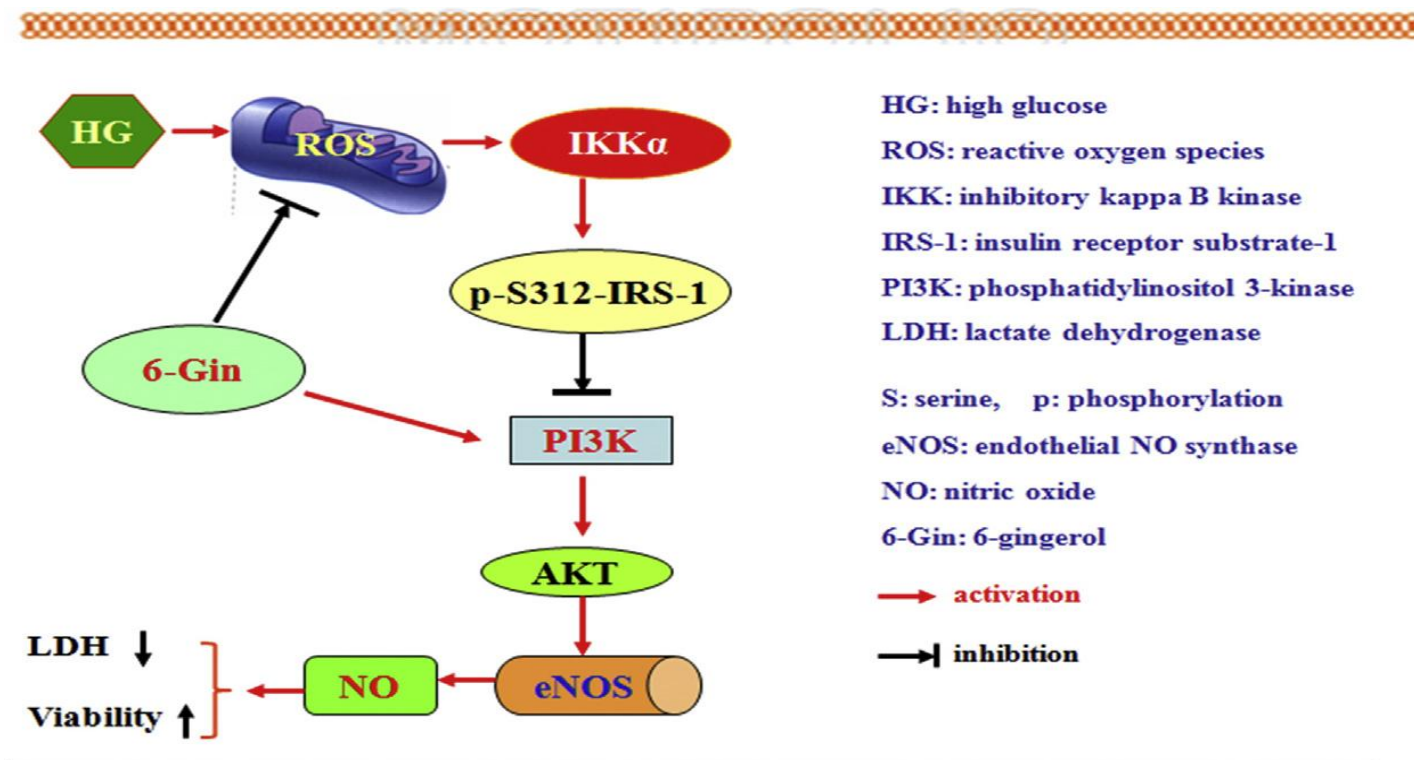 HG
ROS
IKKα
p-S312-IRS-1
6-Gin
PI3K
AKT
eNOS
NO
LDH ↓
Viability ↑
HG: high glucose
ROS: reactive oxygen species
IKK: inhibitory kappa B kinase
IRS-1: insulin receptor substrate-1
PI3K: phosphatidylinositol 3-kinase
LDH: lactate dehydrogenase
S: serine, p: phosphorylation
eNOS: endothelial NO synthase
NO: nitric oxide
6-Gin: 6-gingerol
activation
inhibition